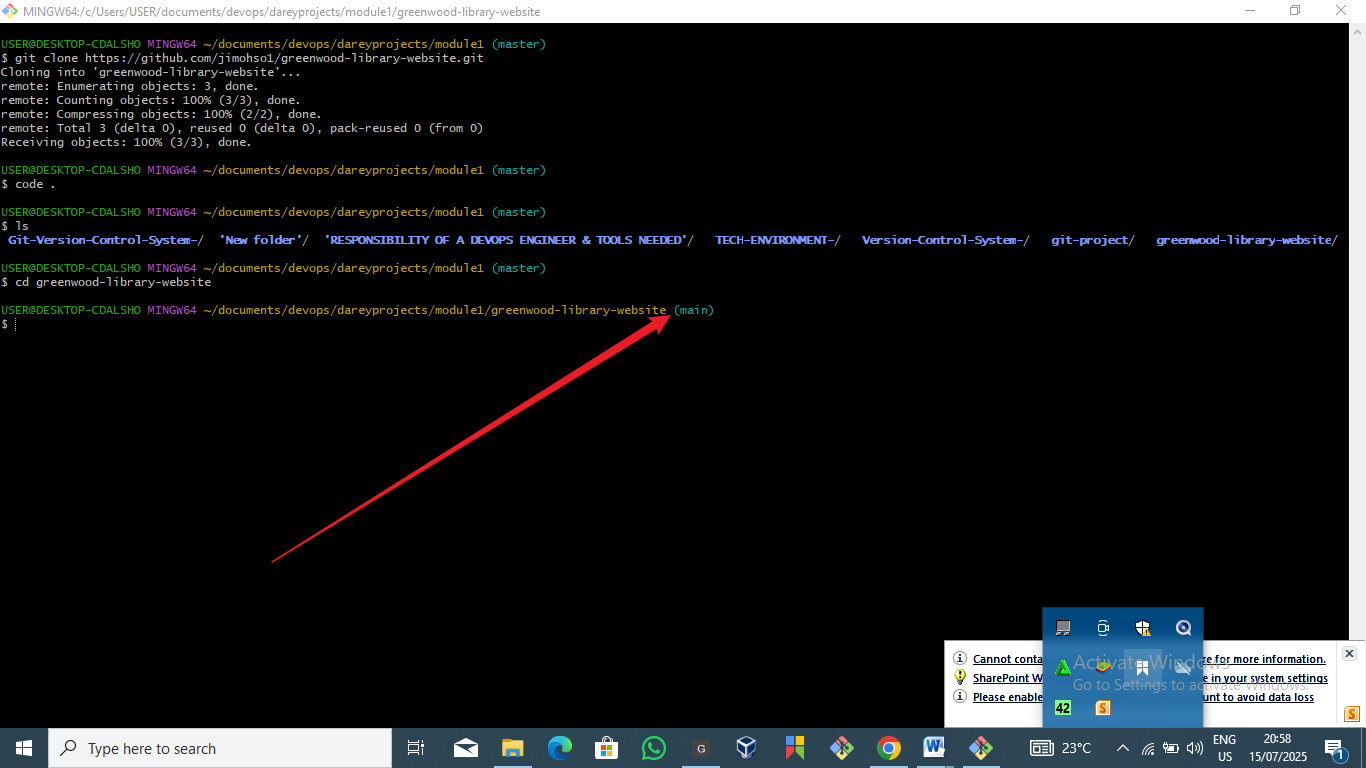 MINGW64:/c/Users/USER/documents/devops/dareyprojects/module1/greenwood-library-website
USER@DESKTOP-CDALSHO MINGW64 ~/documents/devops/dareyprojects/module1 (master)
$ git clone https://github.com/jimohso1/greenwood-library-website.git
Cloning into 'greenwood-library-website'...
remote: Enumerating objects: 3, done.
remote: Counting objects: 100% (3/3), done.
remote: Compressing objects: 100% (2/2), done.
remote: Total 3 (delta 0), reused 0 (delta 0), pack-reused 0 (from 0)
Receiving objects: 100% (3/3), done.
USER@DESKTOP-CDALSHO MINGW64 ~/documents/devops/dareyprojects/module1 (master)
$ code .
USER@DESKTOP-CDALSHO MINGW64 ~/documents/devops/dareyprojects/module1 (master)
$ ls
Git-Version-Control-System-/ 'New folder'/ 'RESPONSIBILITY OF A DEVOPS ENGINEER & TOOLS NEEDED'/ TECH-ENVIRONMENT-/ Version-Control-System-/ git-project/ greenwood-library-website/
USER@DESKTOP-CDALSHO MINGW64 ~/documents/devops/dareyprojects/module1 (master)
$ cd greenwood-library-website
USER@DESKTOP-CDALSHO MINGW64 ~/documents/devops/dareyprojects/module1/greenwood-library-website (main)
$
Cannot conta re for more information.
SharePoint W e in your system settings
Please enable unt to avoid data loss
Activate Windows
Go to Settings to activate Windows.
42
S
S
Type here to search
G
W
23°C
ENG
US
20:58
15/07/2025
1